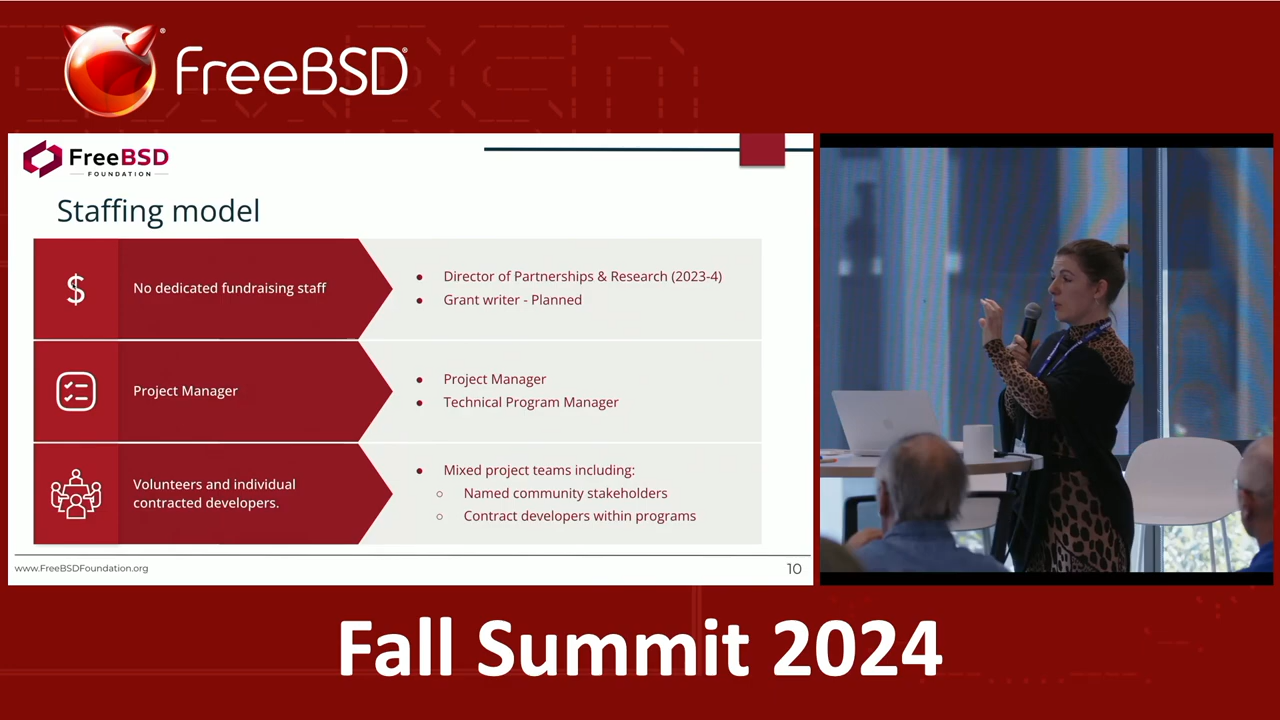 FreeBSD®
FreeBSD
FOUNDATION
Staffing model
$
No dedicated fundraising staff
● Director of Partnerships & Research (2023-4)
● Grant writer - Planned
Project Manager
● Project Manager
● Technical Program Manager
Volunteers and individual
contracted developers.
● Mixed project teams including:
○ Named community stakeholders
○ Contract developers within programs
www.FreeBSDFoundation.org
10
Fall Summit 2024